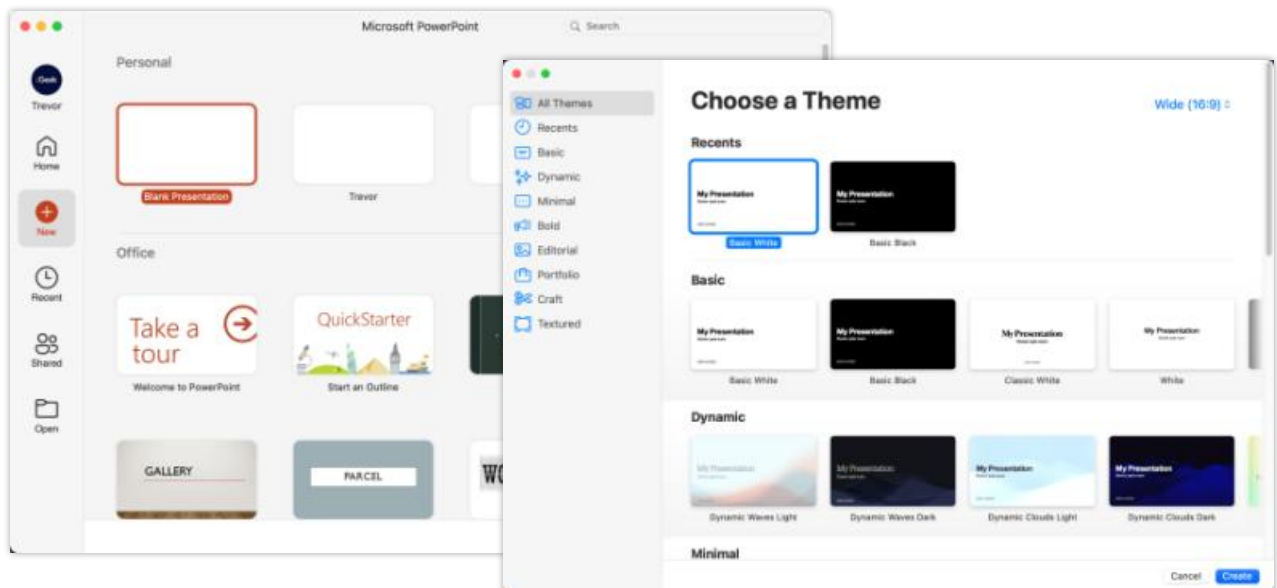 Microsoft PowerPoint
Search
Trevor
Home
New
Recent
Shared
Open
Personal
Blank Presentation
Trevor
Office
Take a
tour
Welcome to PowerPoint
QuickStarter
Start an Outline
GALLERY
PARCEL
WO
All Themes
Recents
Basic
Dynamic
Minimal
Bold
Editorial
Portfolio
Craft
Textured
Choose a Theme
Wide (16:9)
Recents
My Presentation
My Presentation
Basic White
Basic Black
Basic
My Presentation
My Presentation
My Presentation
My Presentation
Basic White
Basic Black
Classic White
White
Dynamic
My Presentation
My Presentation
My Presentation
My Presentation
Dynamic Waves Light
Dynamic Waves Dark
Dynamic Clouds Light
Dynamic Clouds Dark
Minimal
Cancel
Create